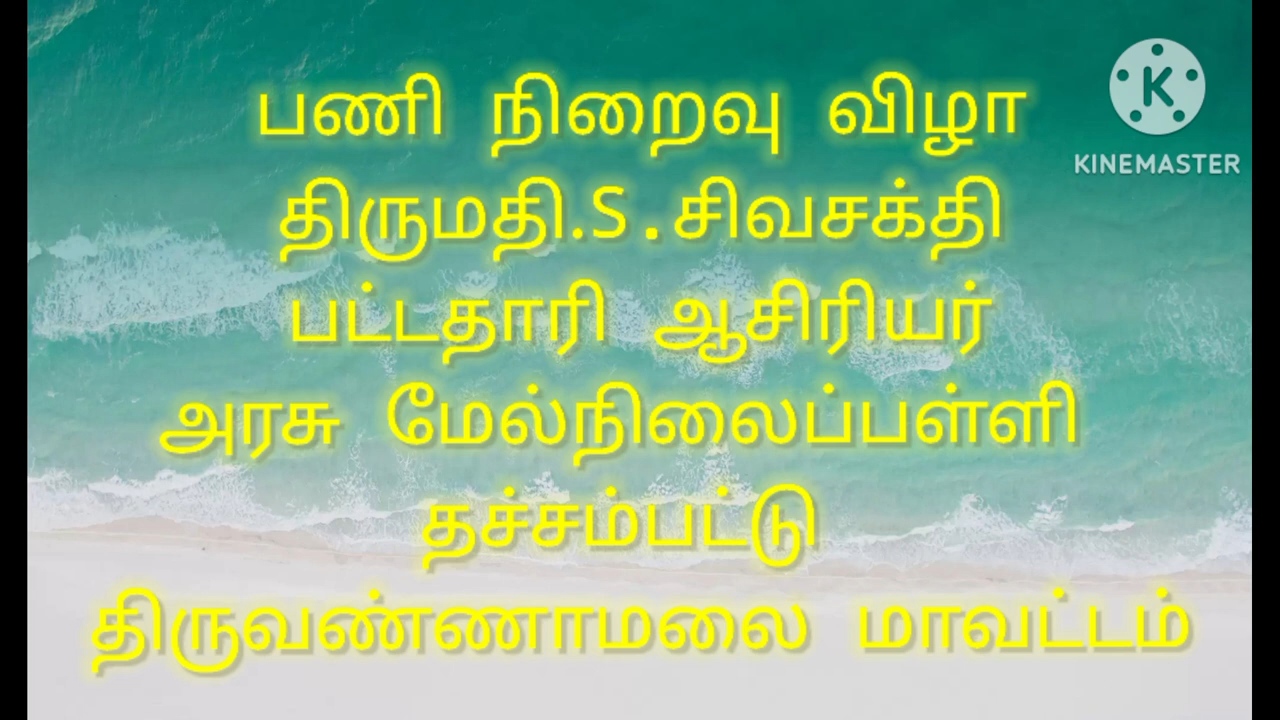 பணி நிறைவு விழா
திருமதி.S.சிவசக்தி
பட்டதாரி ஆசிரியர்
அரசு மேல்நிலைப்பள்ளி
தச்சம்பட்டு
திருவண்ணாமலை மாவட்டம்
K
KINEMASTER